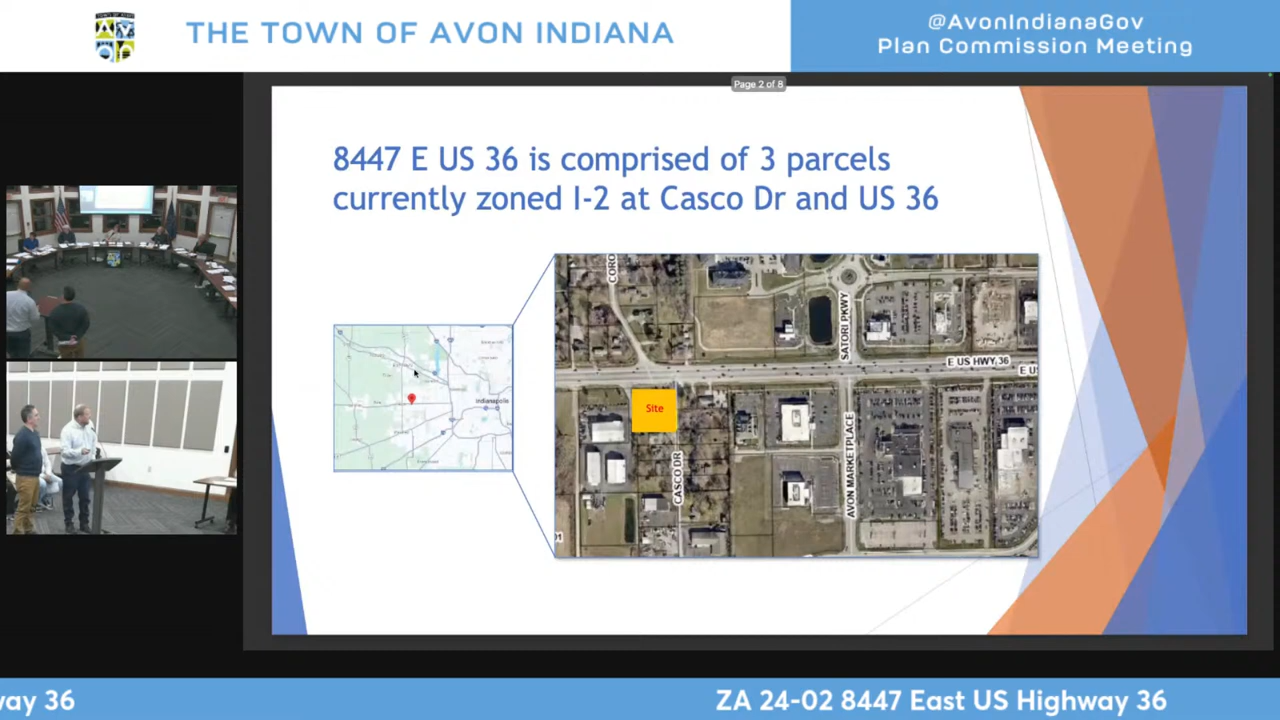 THE TOWN OF AVON INDIANA
@AvonIndianaGov
Plan Commission Meeting
Page 2 of 8
8447 E US 36 is comprised of 3 parcels
currently zoned I-2 at Casco Dr and US 36
Indianapolis
CORO
SATORI PKWY
E US HWY 36
E U
Site
CASCO DR
AVON MARKETPLACE
way 36
ZA 24-02 8447 East US Highway 36